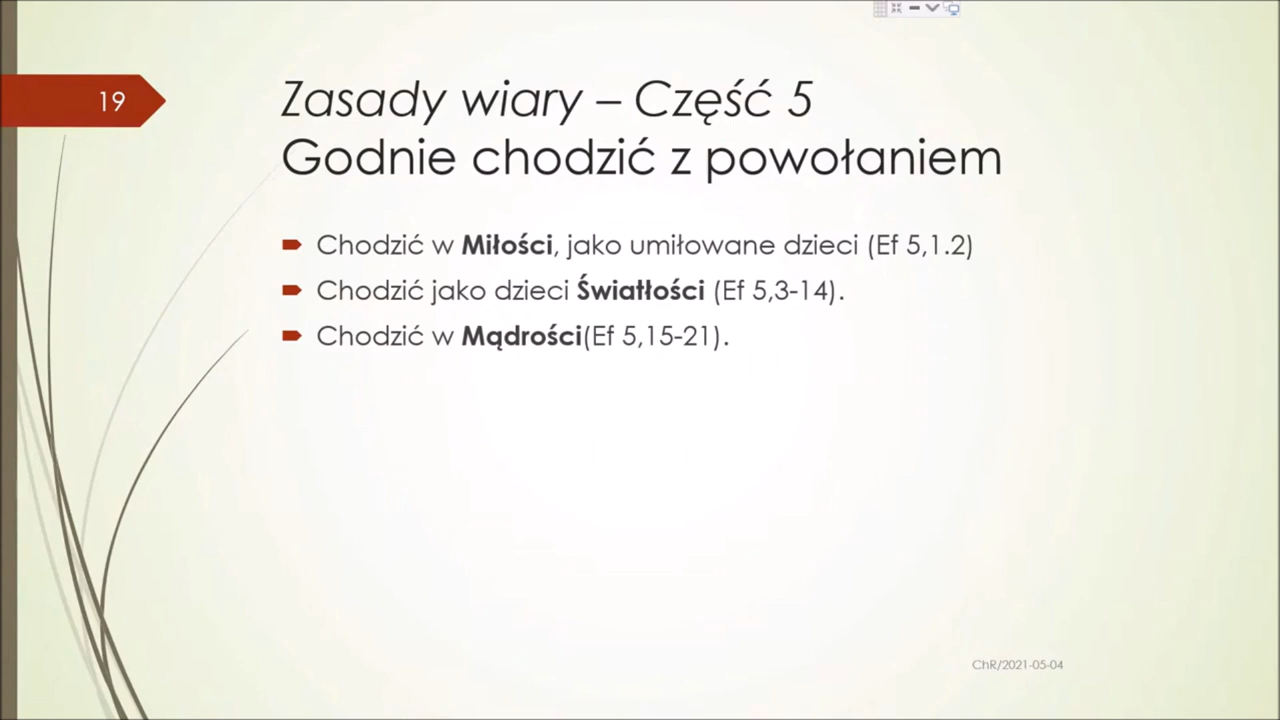 19
Zasady wiary – Część 5
Godnie chodzić z powołaniem
Chodzić w Miłości, jako umiłowane dzieci (Ef 5,1.2)
Chodzić jako dzieci Światłości (Ef 5,3-14).
Chodzić w Mądrości(Ef 5,15-21).
ChR/2021-05-04